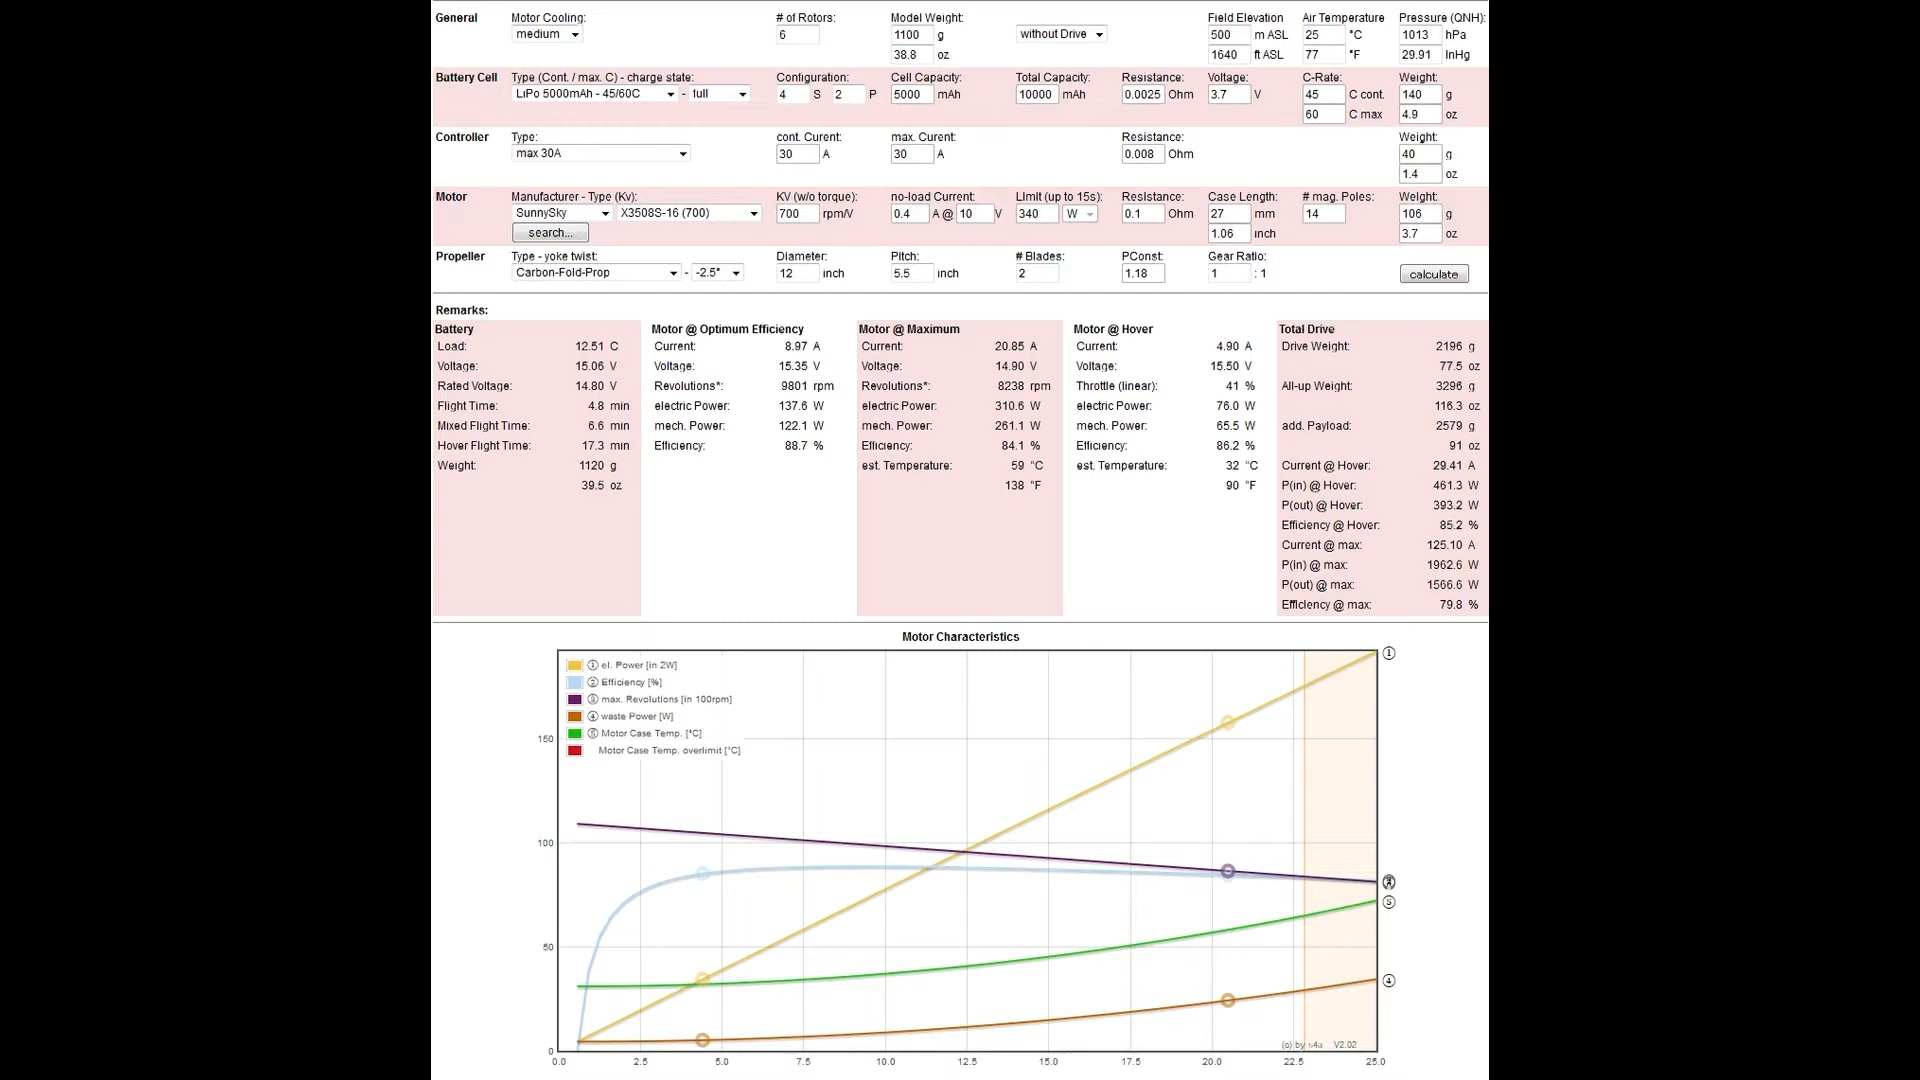 General Motor Cooling: # of Rotors: Model Weight: Field Elevation Air Temperature Pressure (QNH):
medium 6 1100 g without Drive 500 m ASL 25 °C 1013 hPa
38.8 oz 1640 ft ASL 77 °F 29.91 InHg
Battery Cell Type (Cont. / max. C) - charge state: Configuration: Cell Capacity: Total Capacity: Resistance: Voltage: C-Rate: Weight:
LiPo 5000mAh - 45/60C - full 4 S 2 P 5000 mAh 10000 mAh 0.0025 Ohm 3.7 V 45 C cont. 140 g
60 C max 4.9 oz
Controller Type: cont. Curent: max. Curent: Resistance: Weight:
max 30A 30 A 30 A 0.008 Ohm 40 g
1.4 oz
Motor Manufacturer - Type (Kv): KV (w/o torque): no-load Current: Limit (up to 15s): Resistance: Case Length: # mag. Poles: Weight:
SunnySky X3508S-16 (700) 700 rpm/V 0.4 A @ 10 V 340 W 0.1 Ohm 27 mm 14 106 g
search... 1.06 inch 3.7 oz
Propeller Type - yoke twist: Diameter: Pitch: # Blades: PConst: Gear Ratio:
Carbon-Fold-Prop - -2.5° 12 inch 5.5 inch 2 1.18 1 : 1 calculate
Remarks:
Battery Motor @ Optimum Efficiency Motor @ Maximum Motor @ Hover Total Drive
Load: 12.51 C Current: 8.97 A Current: 20.85 A Current: 4.90 A Drive Weight: 2196 g
Voltage: 15.06 V Voltage: 15.35 V Voltage: 14.90 V Voltage: 15.50 V 77.5 oz
Rated Voltage: 14.80 V Revolutions*: 9801 rpm Revolutions*: 8238 rpm Throttle (linear): 41 % All-up Weight: 3296 g
Flight Time: 4.8 min electric Power: 137.6 W electric Power: 310.6 W electric Power: 76.0 W 116.3 oz
Mixed Flight Time: 6.6 min mech. Power: 122.1 W mech. Power: 261.1 W mech. Power: 65.5 W add. Payload: 2579 g
Hover Flight Time: 17.3 min Efficiency: 88.7 % Efficiency: 84.1 % Efficiency: 86.2 % 91 oz
Weight: 1120 g est. Temperature: 59 °C est. Temperature: 32 °C Current @ Hover: 29.41 A
39.5 oz 138 °F 90 °F P(in) @ Hover: 461.3 W
P(out) @ Hover: 393.2 W
Efficiency @ Hover: 85.2 %
Current @ max: 125.10 A
P(in) @ max: 1962.6 W
P(out) @ max: 1566.6 W
Efficiency @ max: 79.8 %
Motor Characteristics
① el. Power [in 2W]
② Efficiency [%]
③ max. Revolutions [in 100rpm]
④ waste Power [W]
⑤ Motor Case Temp. [°C]
Motor Case Temp. overlimit [°C]
①
150
100
⑤
50
④
(c) by s4a V2.02
0
0.0 2.5 5.0 7.5 10.0 12.5 15.0 17.5 20.0 22.5 25.0